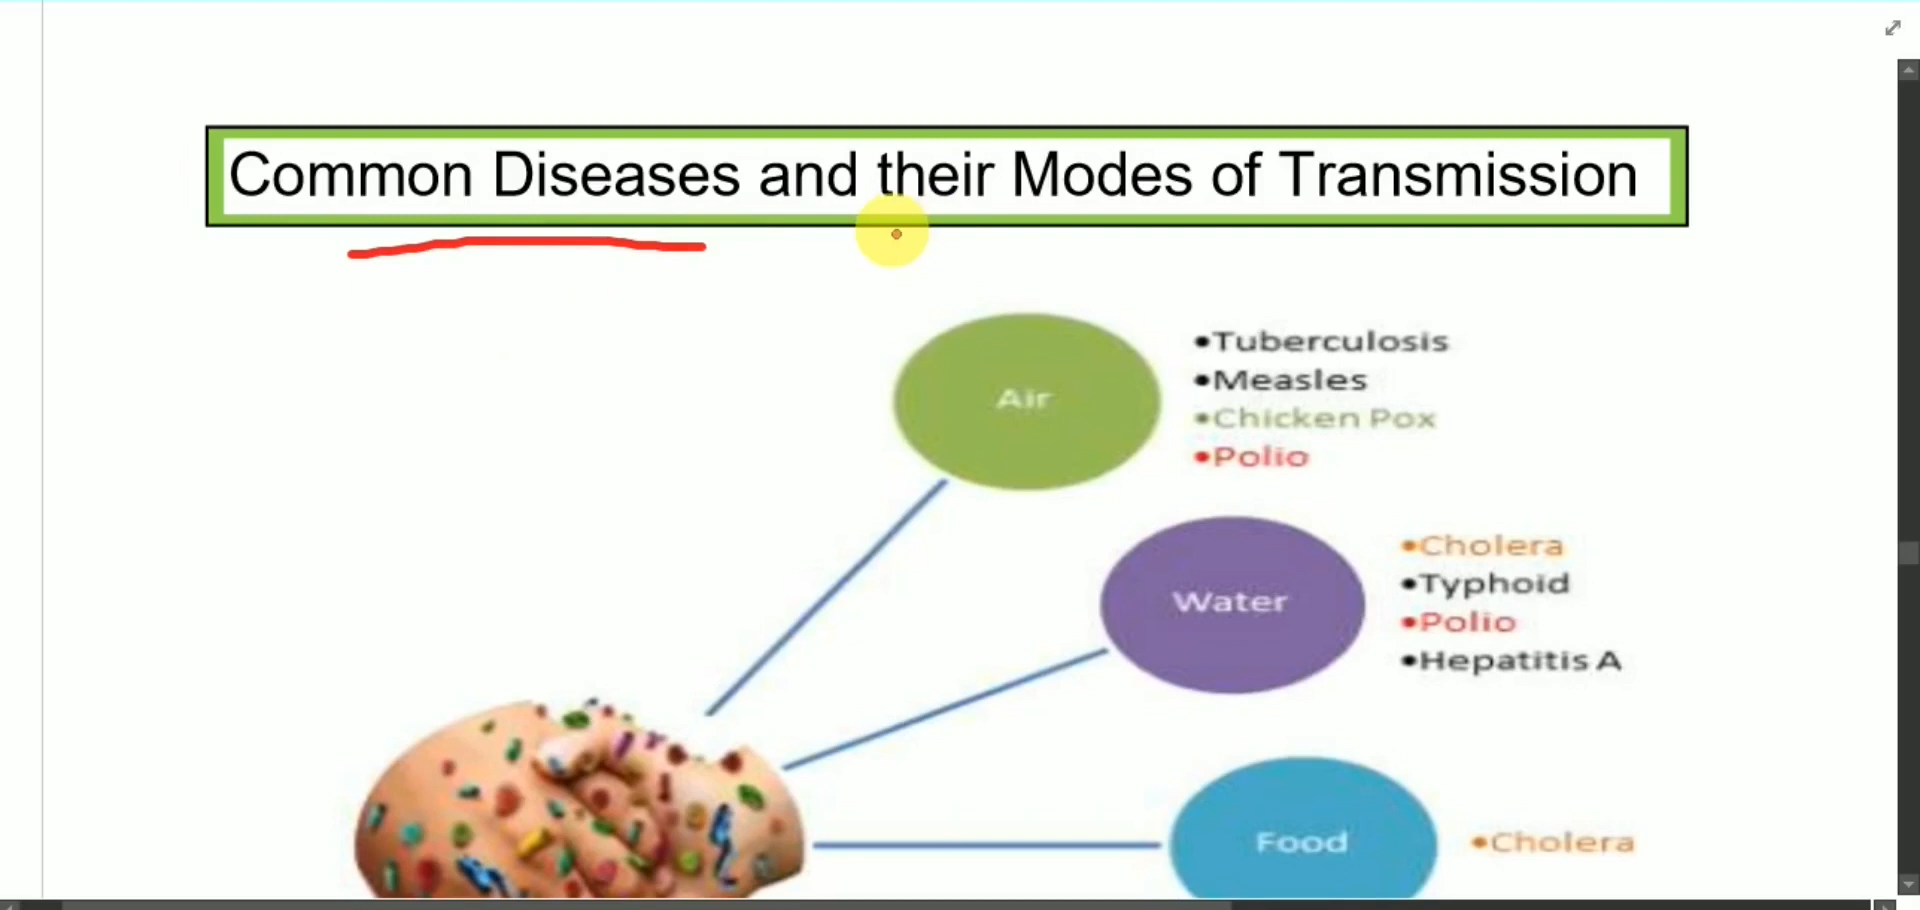 Common Diseases and their Modes of Transmission
Air
•Tuberculosis
•Measles
•Chicken Pox
•Polio
Water
•Cholera
•Typhoid
•Polio
•Hepatitis A
Food
•Cholera